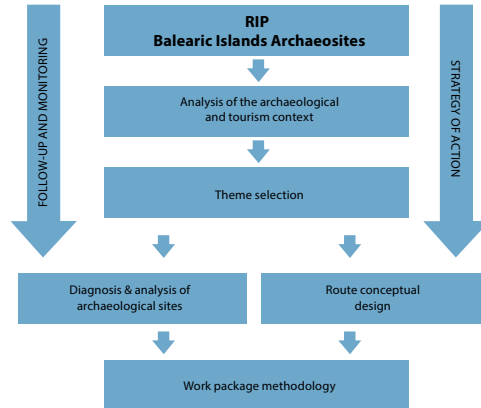 RIP
Balearic Islands Archaeosites
FOLLOW-UP AND MONITORING
STRATEGY OF ACTION
Analysis of the archaeological
and tourism context
Theme selection
Diagnosis & analysis of
archaeological sites
Route conceptual
design
Work package methodology